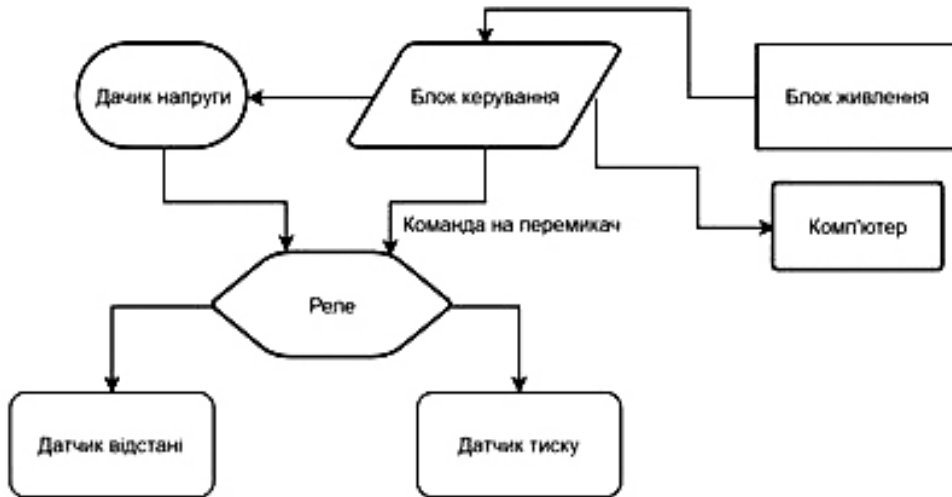 Дачик напруги
Блок керування
Блок живлення
Команда на перемикач
Комп'ютер
Реле
Датчик відстані
Датчик тиску